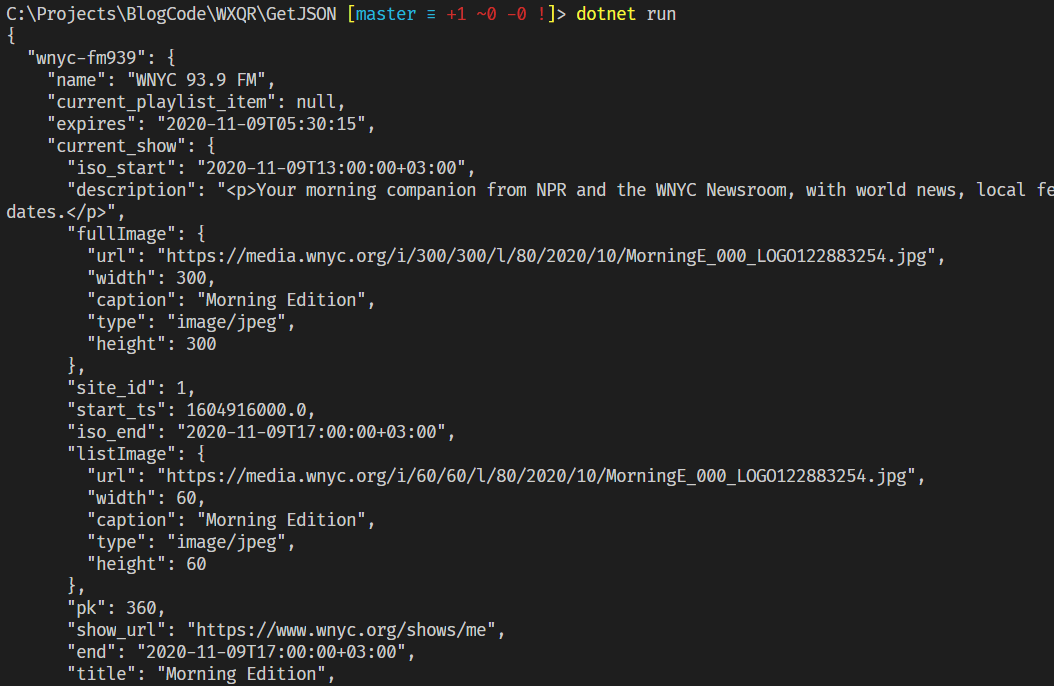 C:\Projects\BlogCode\WXQR\GetJSON [master ≡ +1 ~0 -0 !]> dotnet run
{
  "wnyc-fm939": {
    "name": "WNYC 93.9 FM",
    "current_playlist_item": null,
    "expires": "2020-11-09T05:30:15",
    "current_show": {
      "iso_start": "2020-11-09T13:00:00+03:00",
      "description": "<p>Your morning companion from NPR and the WNYC Newsroom, with world news, local fe
dates.</p>",
      "fullImage": {
        "url": "https://media.wnyc.org/i/300/300/l/80/2020/10/MorningE_000_LOGO122883254.jpg",
        "width": 300,
        "caption": "Morning Edition",
        "type": "image/jpeg",
        "height": 300
      },
      "site_id": 1,
      "start_ts": 1604916000.0,
      "iso_end": "2020-11-09T17:00:00+03:00",
      "listImage": {
        "url": "https://media.wnyc.org/i/60/60/l/80/2020/10/MorningE_000_LOGO122883254.jpg",
        "width": 60,
        "caption": "Morning Edition",
        "type": "image/jpeg",
        "height": 60
      },
      "pk": 360,
      "show_url": "https://www.wnyc.org/shows/me",
      "end": "2020-11-09T17:00:00+03:00",
      "title": "Morning Edition",